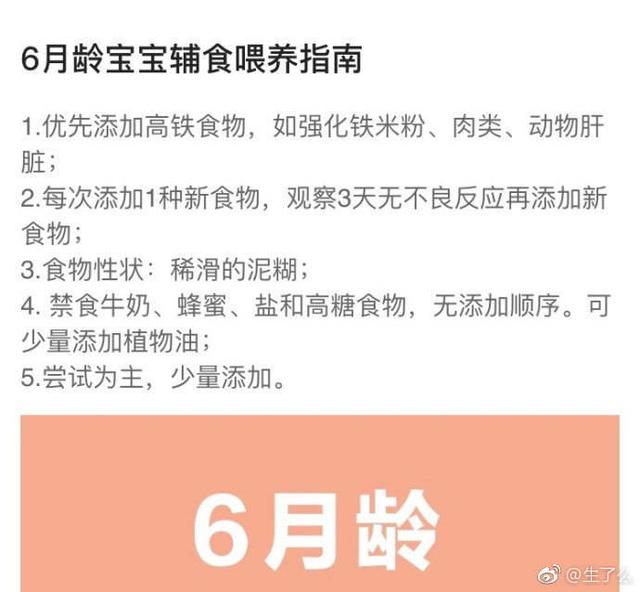 6月龄宝宝辅食喂养指南
1.优先添加高铁食物，如强化铁米粉、肉类、动物肝
脏；
2.每次添加1种新食物，观察3天无不良反应再添加新
食物；
3.食物性状：稀滑的泥糊；
4. 禁食牛奶、蜂蜜、盐和高糖食物，无添加顺序。可
少量添加植物油；
5.尝试为主，少量添加。
6月龄
@生了么